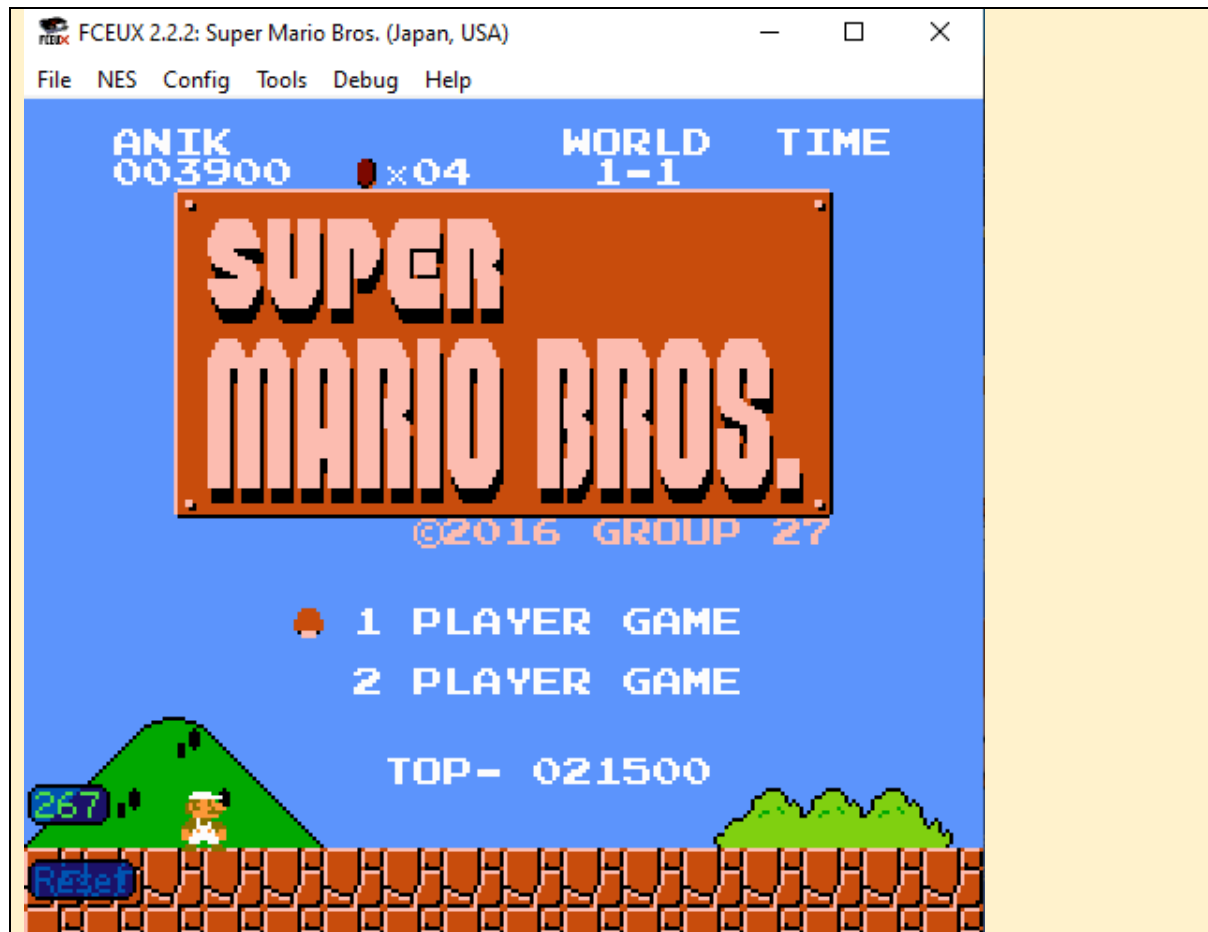 FCEUX 2.2.2: Super Mario Bros. (Japan, USA)
File NES Config Tools Debug Help
ANIK WORLD TIME
003900 ×04 1-1
SUPER
MARIO BROS.
©2016 GROUP 27
1 PLAYER GAME
2 PLAYER GAME
TOP- 021500
267
Reset